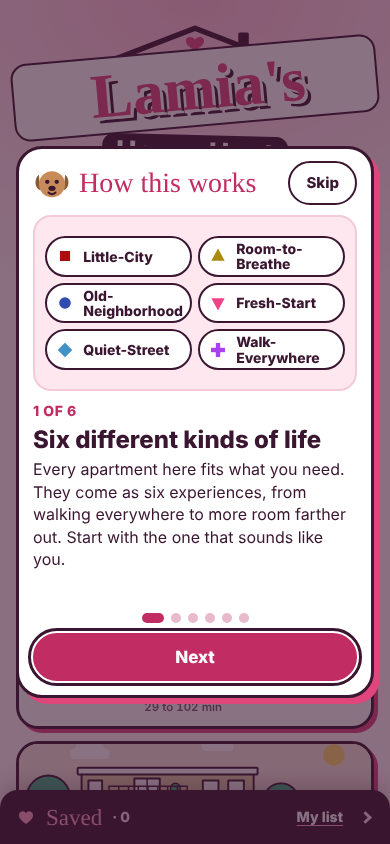 Lamia's
How this works
Skip
Little-City
Room-to-
Breathe
Old-
Neighborhood
Fresh-Start
Quiet-Street
Walk-
Everywhere
1 OF 6
Six different kinds of life
Every apartment here fits what you need.
They come as six experiences, from
walking everywhere to more room farther
out. Start with the one that sounds like
you.
Next
29 to 102 min
Saved · 0
My list